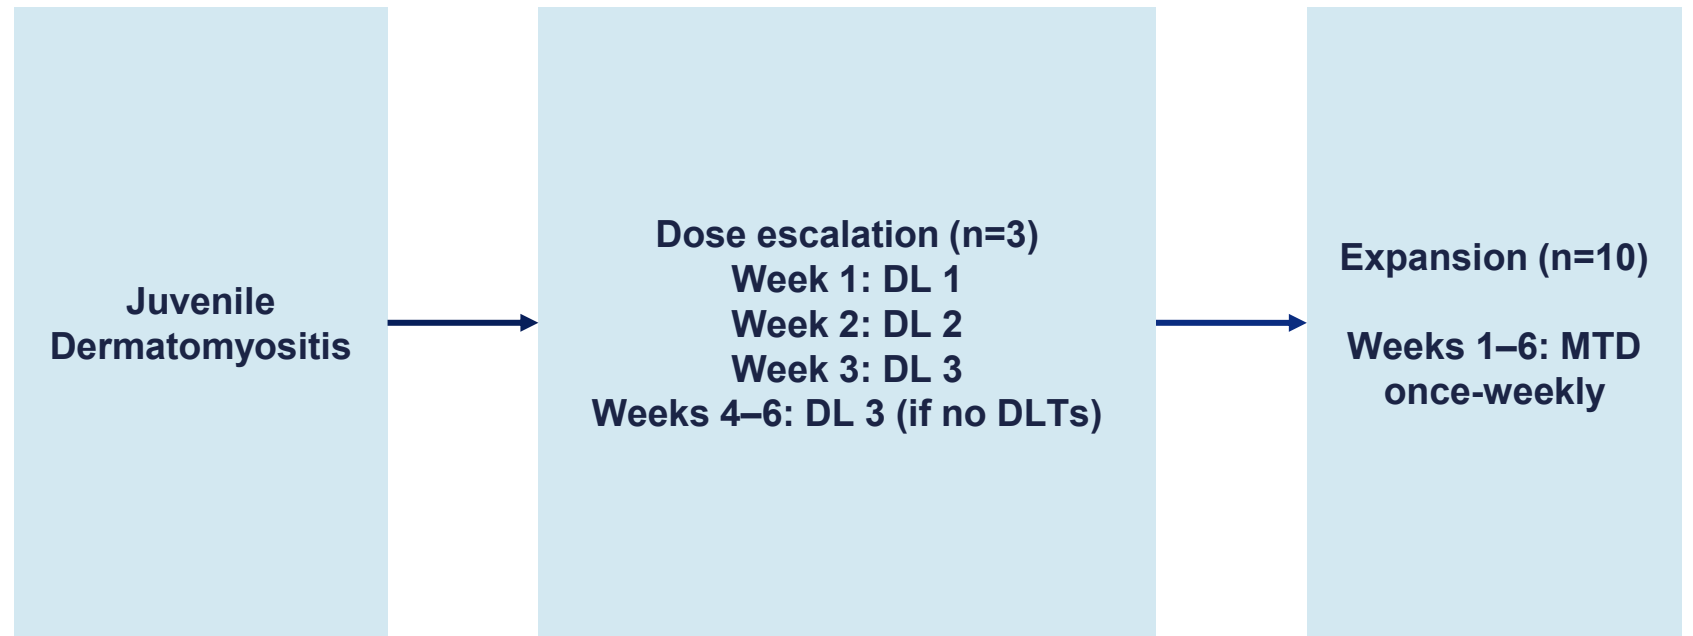 Juvenile
Dermatomyositis
Dose escalation (n=3)
Week 1: DL 1
Week 2: DL 2
Week 3: DL 3
Weeks 4–6: DL 3 (if no DLTs)
Expansion (n=10)
Weeks 1–6: MTD
once-weekly